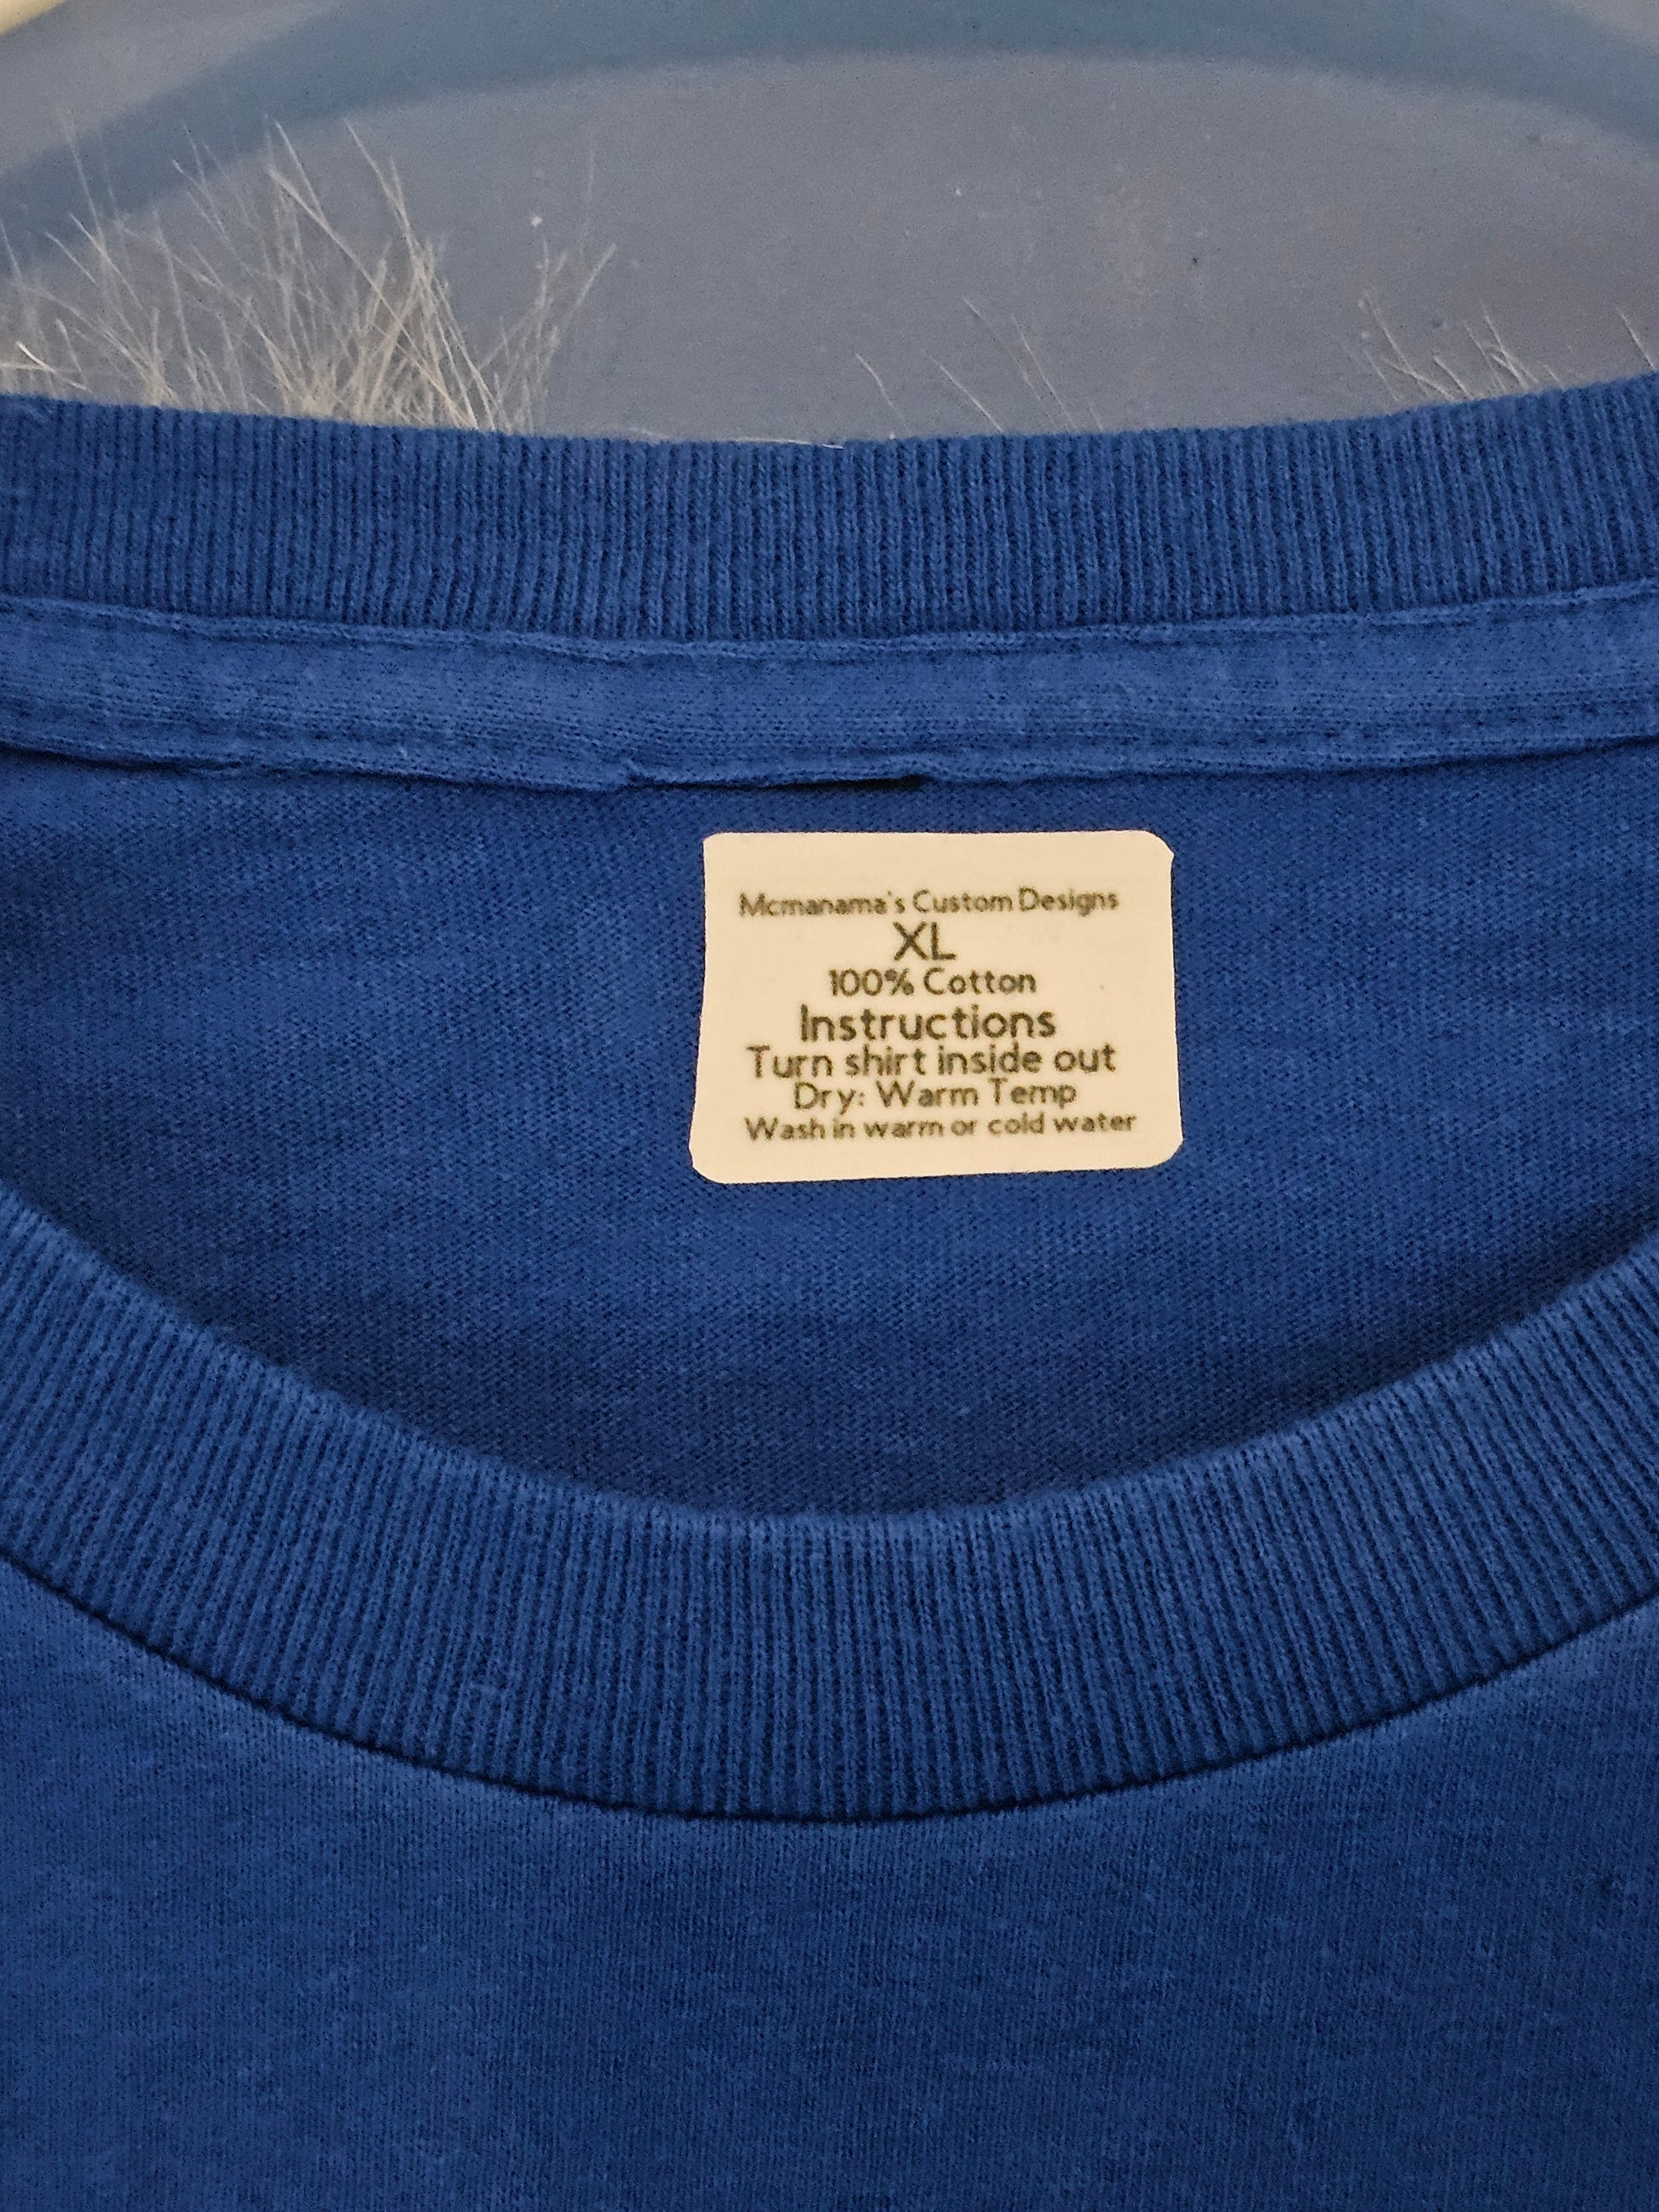 Mcmanama's Custom Designs
XL
100% Cotton
Instructions
Turn shirt inside out
Dry: Warm Temp
Wash in warm or cold water